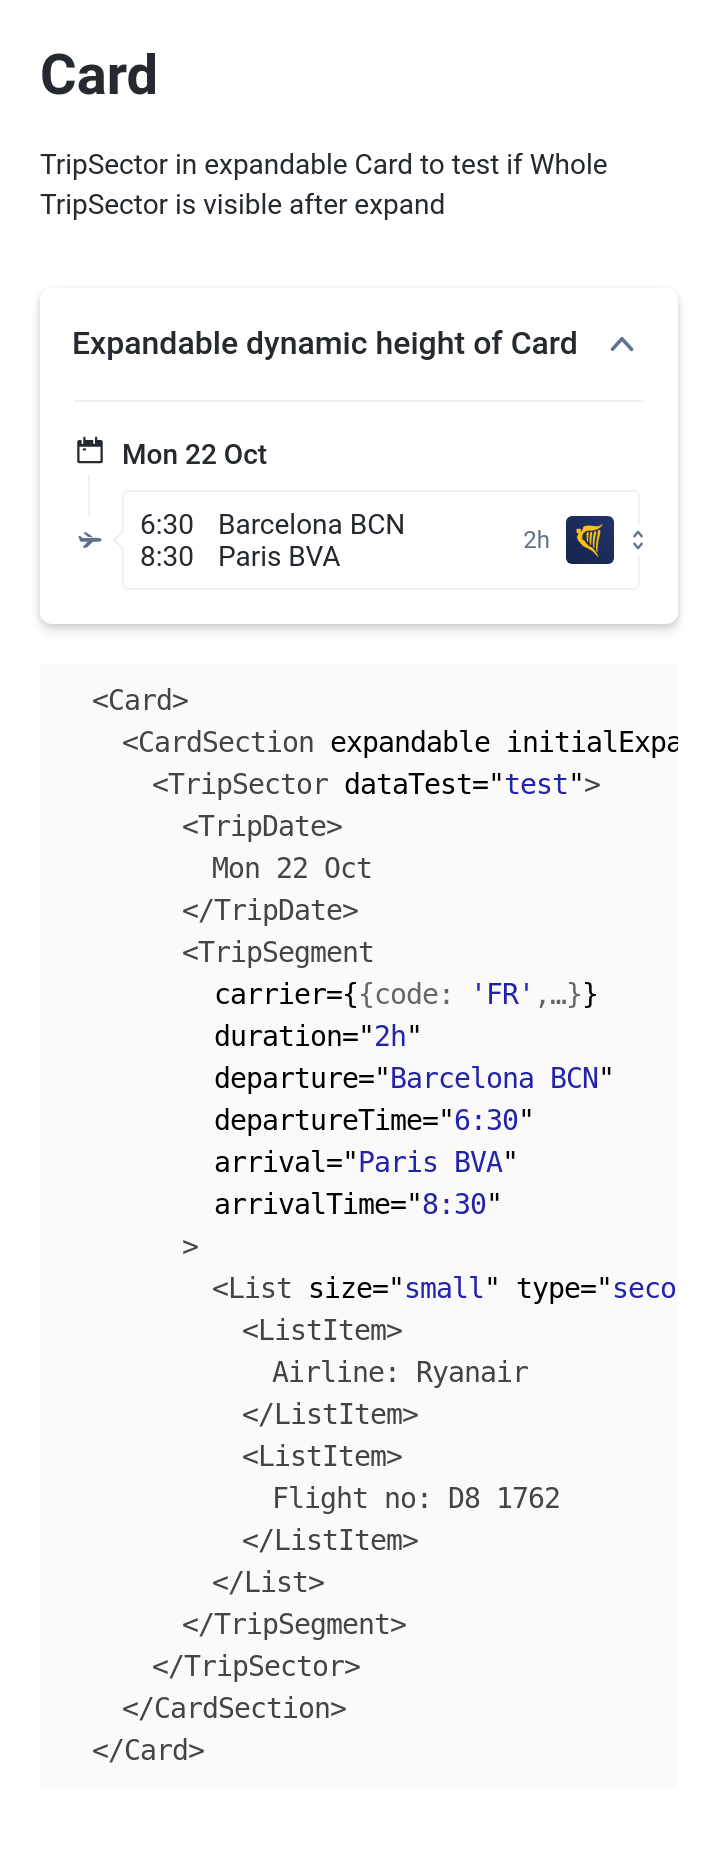 Card
TripSector in expandable Card to test if Whole
TripSector is visible after expand
Expandable dynamic height of Card
Mon 22 Oct
6:30 Barcelona BCN
8:30 Paris BVA
2h
<Card>
<CardSection expandable initialExpa
<TripSector dataTest="test">
<TripDate>
Mon 22 Oct
</TripDate>
<TripSegment
carrier={{code: 'FR',…}}
duration="2h"
departure="Barcelona BCN"
departureTime="6:30"
arrival="Paris BVA"
arrivalTime="8:30"
>
<List size="small" type="seco
<ListItem>
Airline: Ryanair
</ListItem>
<ListItem>
Flight no: D8 1762
</ListItem>
</List>
</TripSegment>
</TripSector>
</CardSection>
</Card>